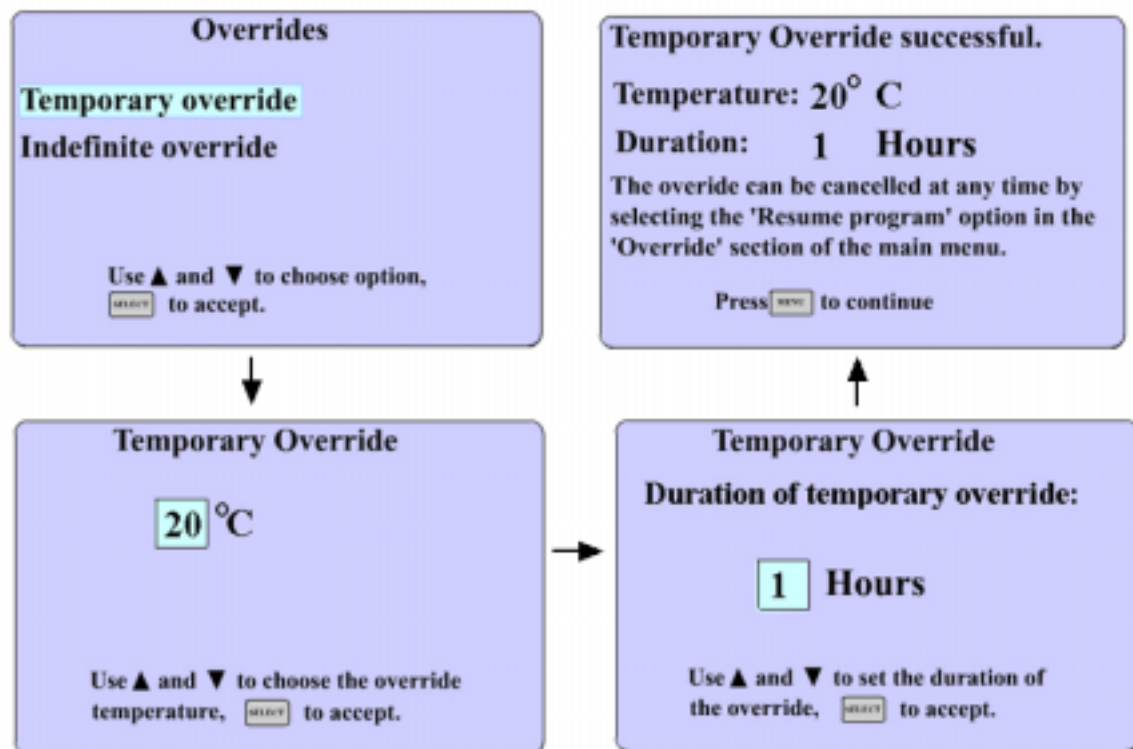 Overrides
Temporary override
Indefinite override
Use ▲ and ▼ to choose option,
SELECT to accept.
Temporary Override
20 °C
Use ▲ and ▼ to choose the override
temperature, SELECT to accept.
Temporary Override
Duration of temporary override:
1 Hours
Use ▲ and ▼ to set the duration of
the override, SELECT to accept.
Temporary Override successful.
Temperature: 20° C
Duration: 1 Hours
The overide can be cancelled at any time by
selecting the 'Resume program' option in the
'Override' section of the main menu.
Press MENU to continue